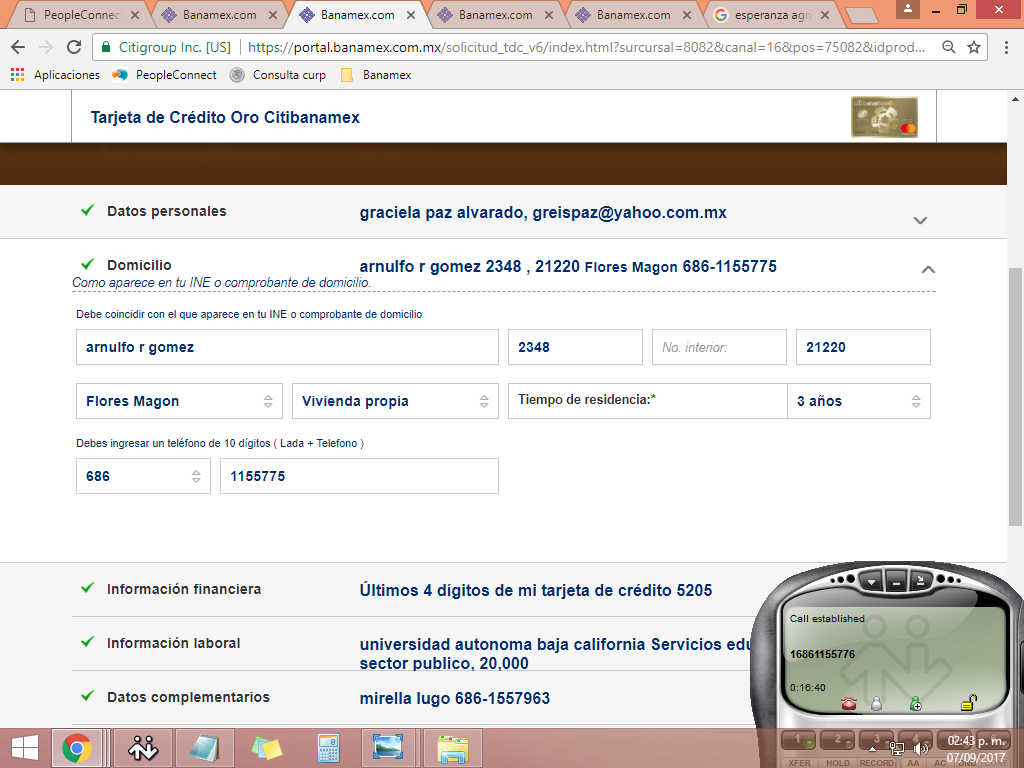 PeopleConnec
Banamex.com
Banamex.com
Banamex.com
Banamex.com
esperanza agri
Citigroup Inc. [US]
https://portal.banamex.com.mx/solicitud_tdc_v6/index.html?sucursal=8082&canal=16&pos=75082&idprod...
Aplicaciones
PeopleConnect
Consulta curp
Banamex
Tarjeta de Crédito Oro Citibanamex
Datos personales
graciela paz alvarado, greispaz@yahoo.com.mx
Domicilio
arnulfo r gomez 2348 , 21220 Flores Magon 686-1155775
Como aparece en tu INE o comprobante de domicilio.
Debe coincidir con el que aparece en tu INE o comprobante de domicilio
arnulfo r gomez
2348
No. interior:
21220
Flores Magon
Vivienda propia
Tiempo de residencia:*
3 años
Debes ingresar un teléfono de 10 dígitos ( Lada + Telefono )
686
1155775
Información financiera
Últimos 4 dígitos de mi tarjeta de crédito 5205
Información laboral
universidad autonoma baja california Servicios edu
sector publico, 20,000
Datos complementarios
mirella lugo 686-1557963
Call established
16861155776
0:16:40
1
2
3
4
XFER
HOLD
RECORD
AA
AC
02:43 p. m.
07/09/2017